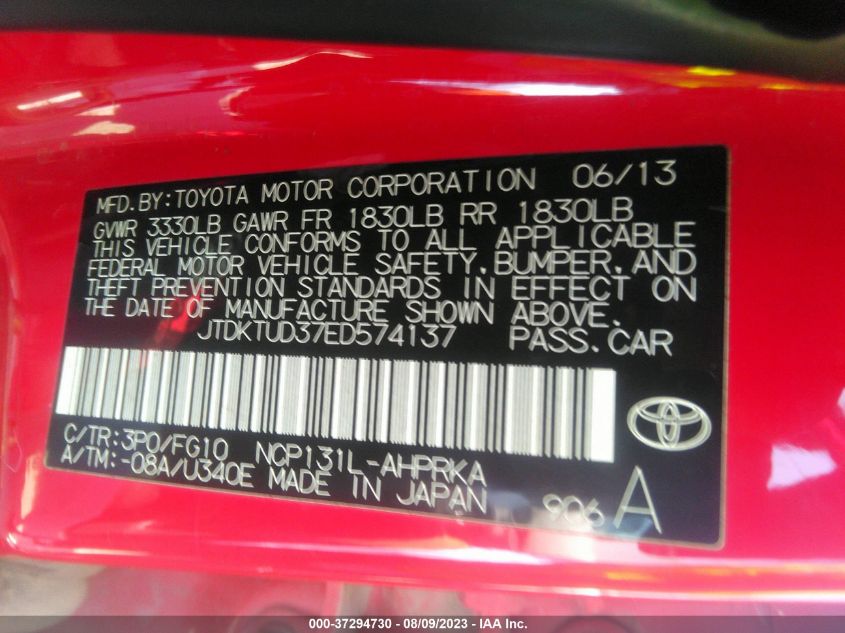 MFD.BY:TOYOTA MOTOR CORPORATION 06/13
GVWR 3330LB GAWR FR 1830LB RR 1830LB
THIS VEHICLE CONFORMS TO ALL APPLICABLE
FEDERAL MOTOR VEHICLE SAFETY,BUMPER,AND
THEFT PREVENTION STANDARDS IN EFFECT ON
THE DATE OF MANUFACTURE SHOWN ABOVE.
JTDKTUD37ED574137 PASS.CAR
C/TR:3P0/FG10 NCP131L-AHPRKA
A/TM:-08A/U340E MADE IN JAPAN 906 A
000-37294730 - 08/09/2023 - IAA Inc.